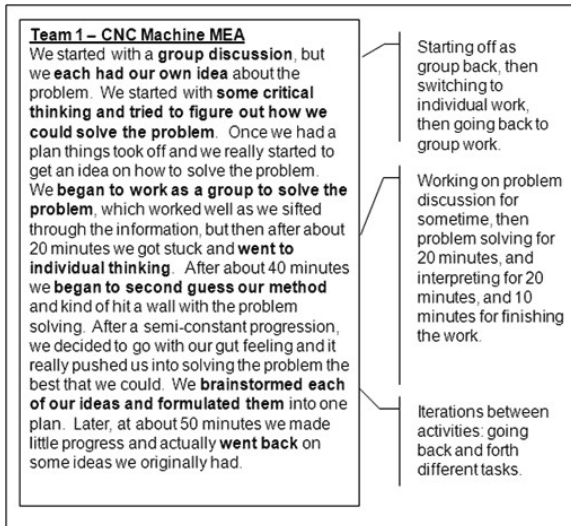 Team 1 – CNC Machine MEA
We started with a group discussion, but
we each had our own idea about the
problem. We started with some critical
thinking and tried to figure out how we
could solve the problem. Once we had a
plan things took off and we really started to
get an idea on how to solve the problem.
We began to work as a group to solve the
problem, which worked well as we sifted
through the information, but then after about
20 minutes we got stuck and went to
individual thinking. After about 40 minutes
we began to second guess our method
and kind of hit a wall with the problem
solving. After a semi-constant progression,
we decided to go with our gut feeling and it
really pushed us into solving the problem the
best that we could. We brainstormed each
of our ideas and formulated them into one
plan. Later, at about 50 minutes we made
little progress and actually went back on
some ideas we originally had.
Starting off as
group back, then
switching to
individual work,
then going back to
group work.
Working on problem
discussion for
sometime, then
problem solving for
20 minutes, and
interpreting for 20
minutes, and 10
minutes for finishing
the work.
Iterations between
activities: going
back and forth
different tasks.